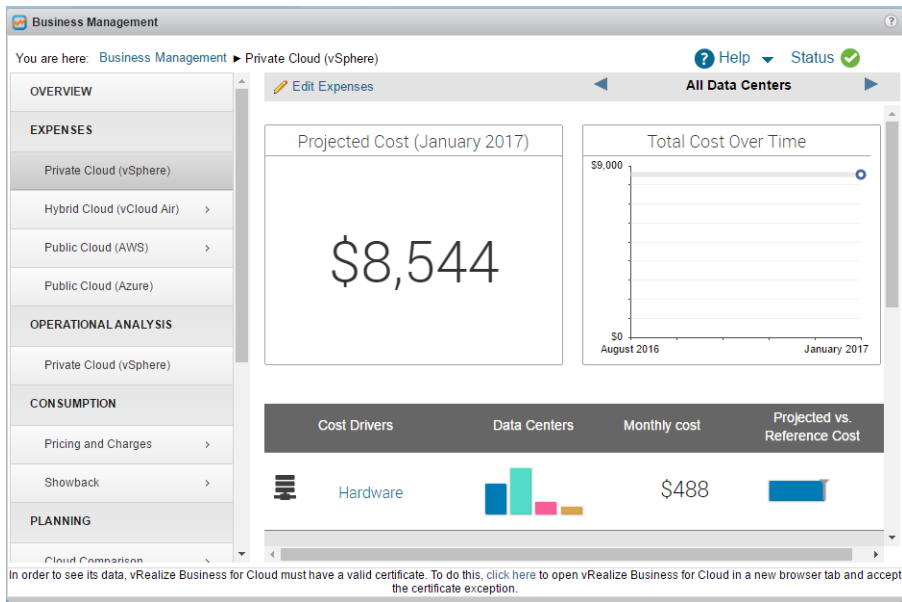 Business Management
?
You are here: Business Management ► Private Cloud (vSphere)
? Help
Status
OVERVIEW
EXPENSES
Private Cloud (vSphere)
Hybrid Cloud (vCloud Air) >
Public Cloud (AWS) >
Public Cloud (Azure)
OPERATIONAL ANALYSIS
Private Cloud (vSphere)
CONSUMPTION
Pricing and Charges >
Showback >
PLANNING
Cloud Comparison
Edit Expenses
All Data Centers
Projected Cost (January 2017)
$8,544
Total Cost Over Time
$9,000
$0
August 2016 January 2017
Cost Drivers Data Centers Monthly cost Projected vs.
Reference Cost
Hardware $488
In order to see its data, vRealize Business for Cloud must have a valid certificate. To do this, click here to open vRealize Business for Cloud in a new browser tab and accept
the certificate exception.